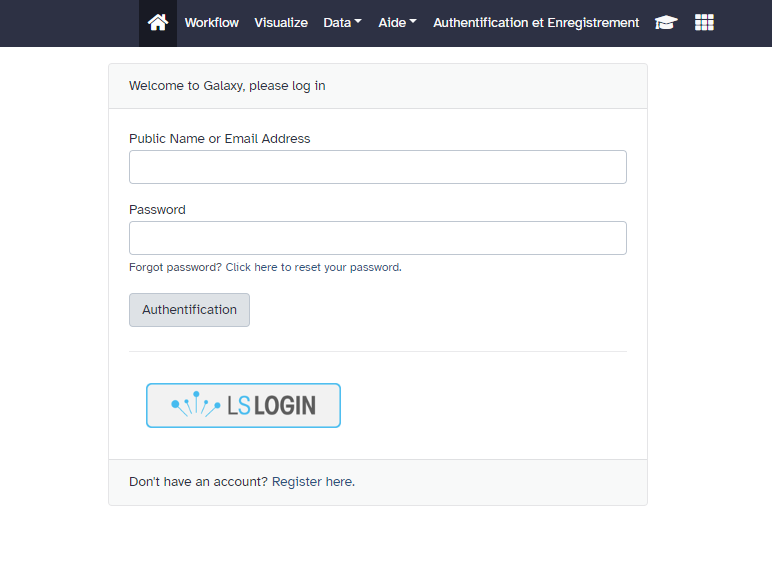 Workflow Visualize Data Aide Authentification et Enregistrement
Welcome to Galaxy, please log in
Public Name or Email Address
Password
Forgot password? Click here to reset your password.
Authentification
LS LOGIN
Don't have an account? Register here.